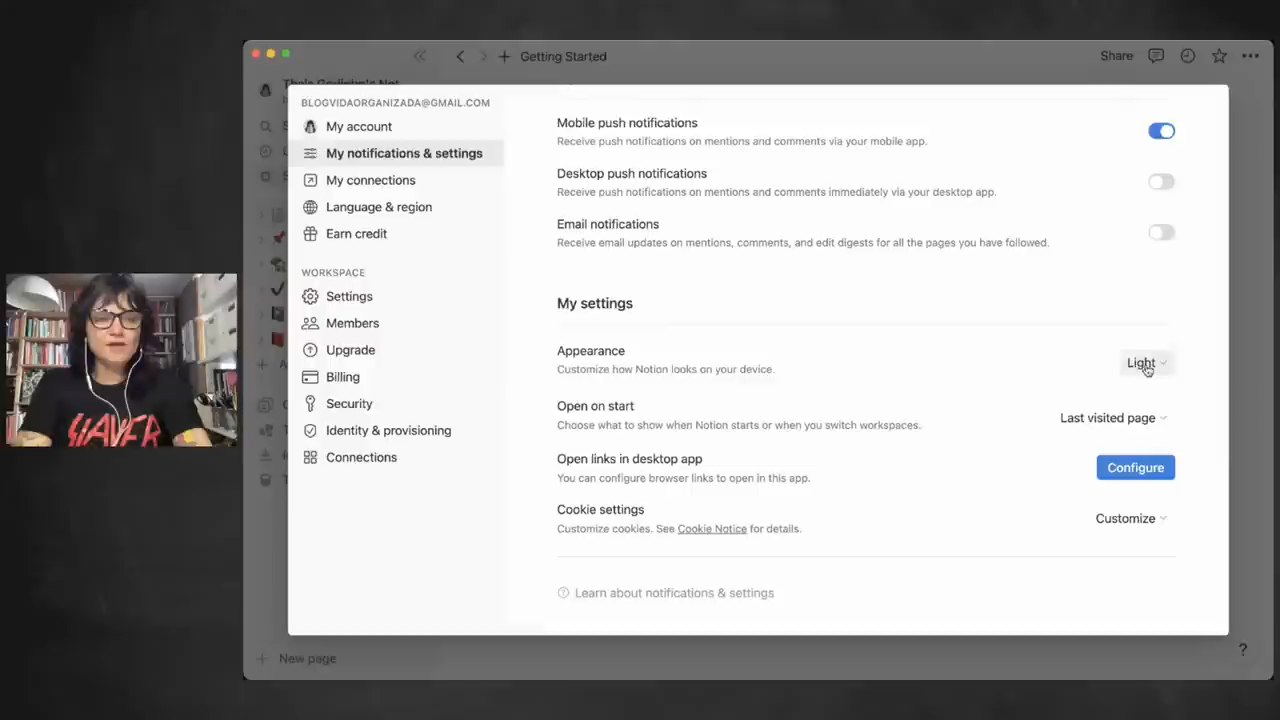 Getting Started
Share
BLOGVIDAORGANIZADA@GMAIL.COM
My account
My notifications & settings
My connections
Language & region
Earn credit
WORKSPACE
Settings
Members
Upgrade
Billing
Security
Identity & provisioning
Connections
Mobile push notifications
Receive push notifications on mentions and comments via your mobile app.
Desktop push notifications
Receive push notifications on mentions and comments immediately via your desktop app.
Email notifications
Receive email updates on mentions, comments, and edit digests for all the pages you have followed.
My settings
Appearance
Light
Customize how Notion looks on your device.
Open on start
Last visited page
Choose what to show when Notion starts or when you switch workspaces.
Open links in desktop app
Configure
You can configure browser links to open in this app.
Cookie settings
Customize
Customize cookies. See Cookie Notice for details.
Learn about notifications & settings
New page
?
SLAYER